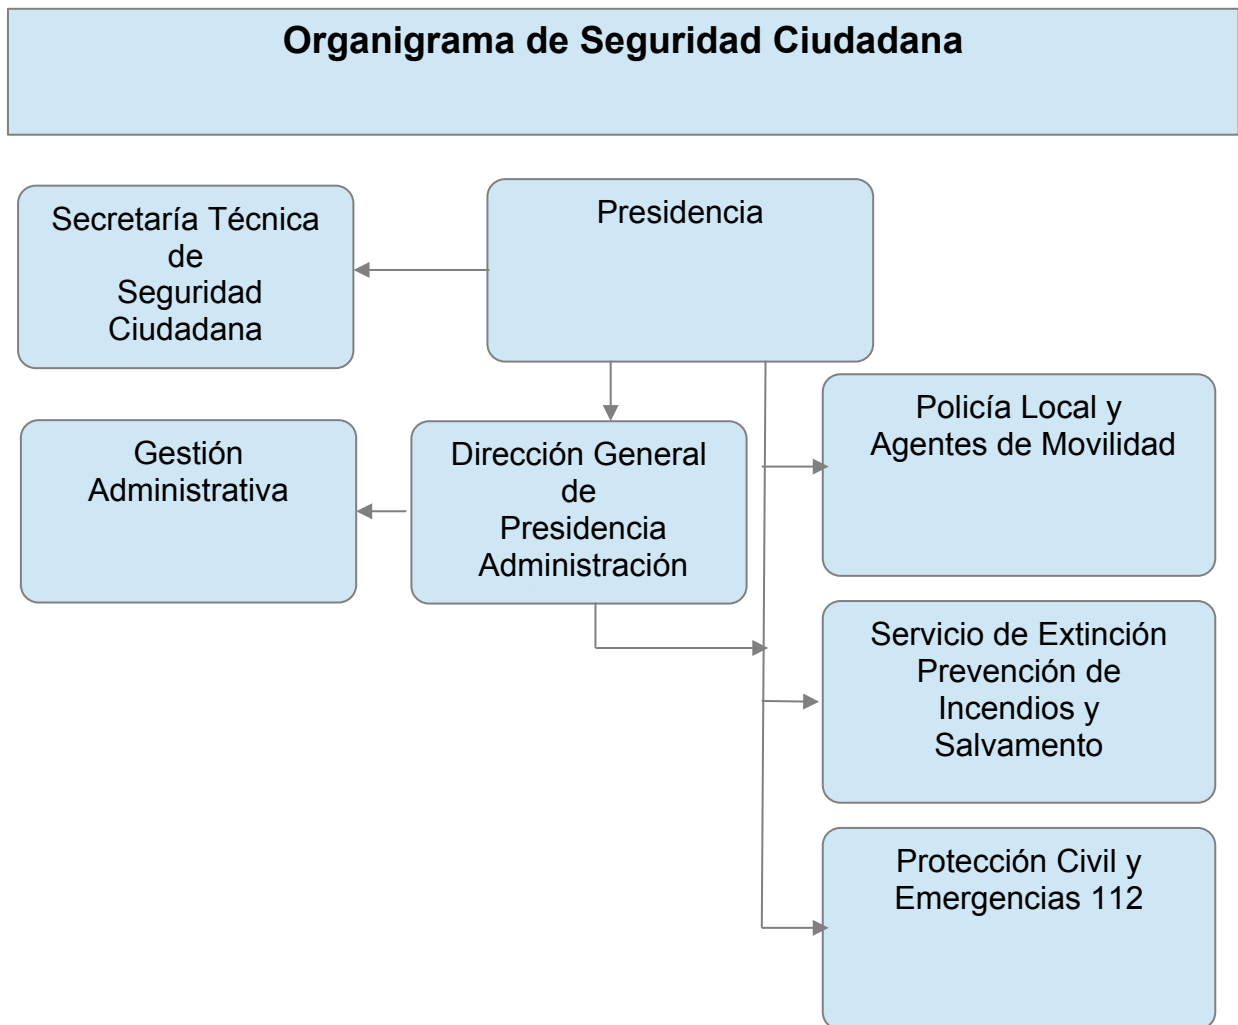 Organigrama de Seguridad Ciudadana
Secretaría Técnica
de
Seguridad
Ciudadana
Presidencia
Policía Local y
Agentes de Movilidad
Gestión
Administrativa
Dirección General
de
Presidencia
Administración
Servicio de Extinción
Prevención de
Incendios y
Salvamento
Protección Civil y
Emergencias 112